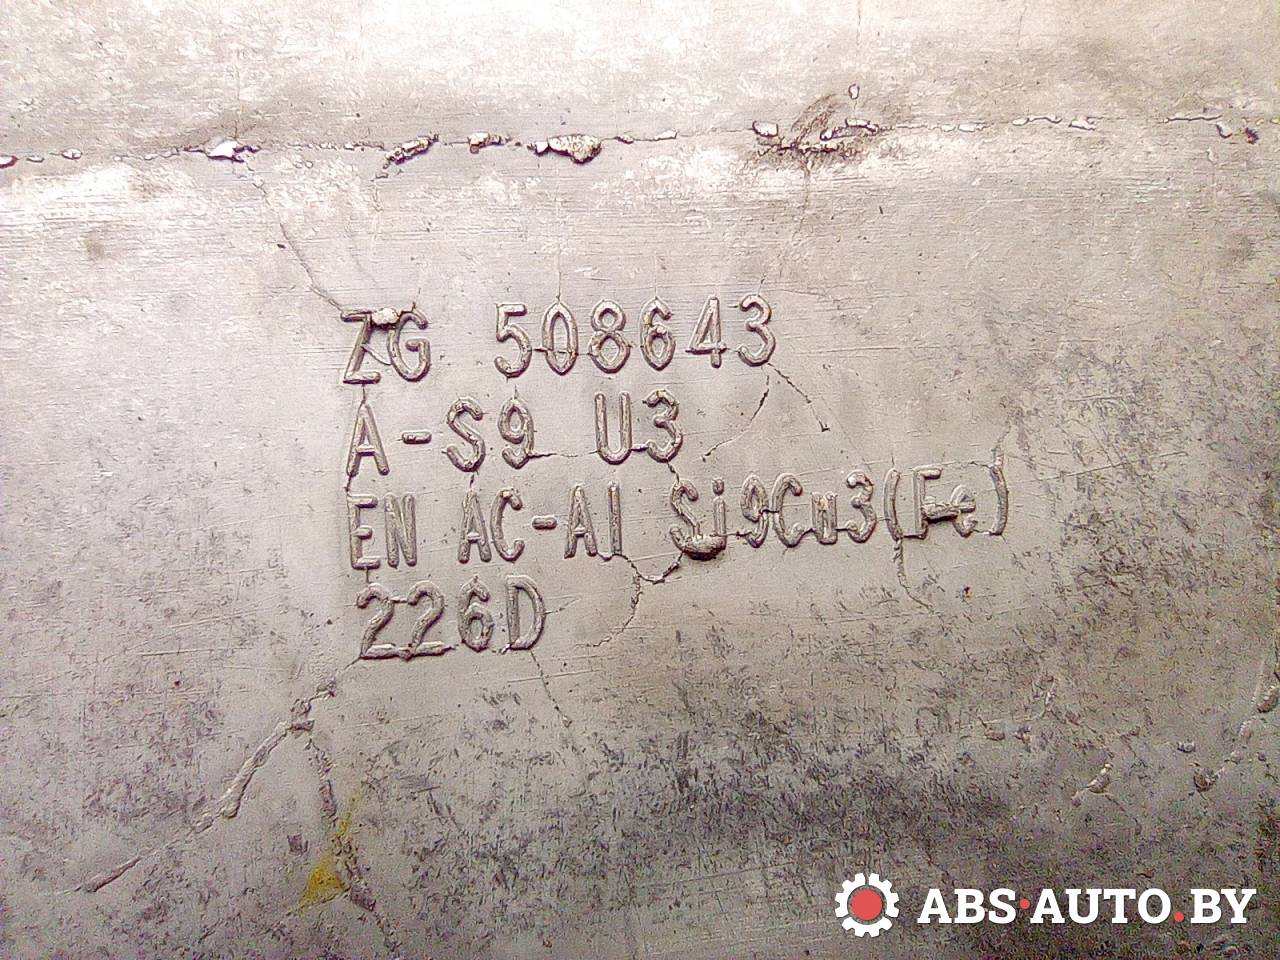 ZG 508643
A-S9 U3
EN AC-Al Si9Cu3(Fe)
226D
ABS·AUTO.BY